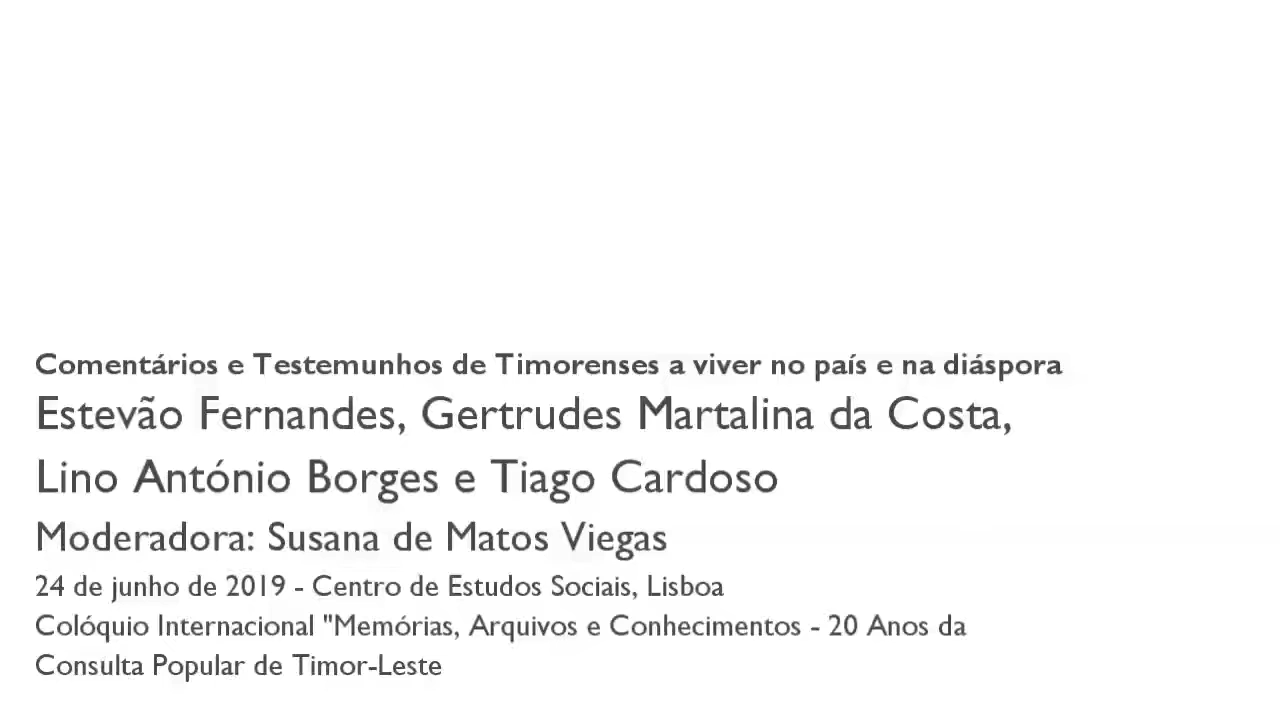 Comentários e Testemunhos de Timorenses a viver no país e na diáspora
Estevão Fernandes, Gertrudes Martalina da Costa,
Lino António Borges e Tiago Cardoso
Moderadora: Susana de Matos Viegas
24 de junho de 2019 - Centro de Estudos Sociais, Lisboa
Colóquio Internacional "Memórias, Arquivos e Conhecimentos - 20 Anos da
Consulta Popular de Timor-Leste